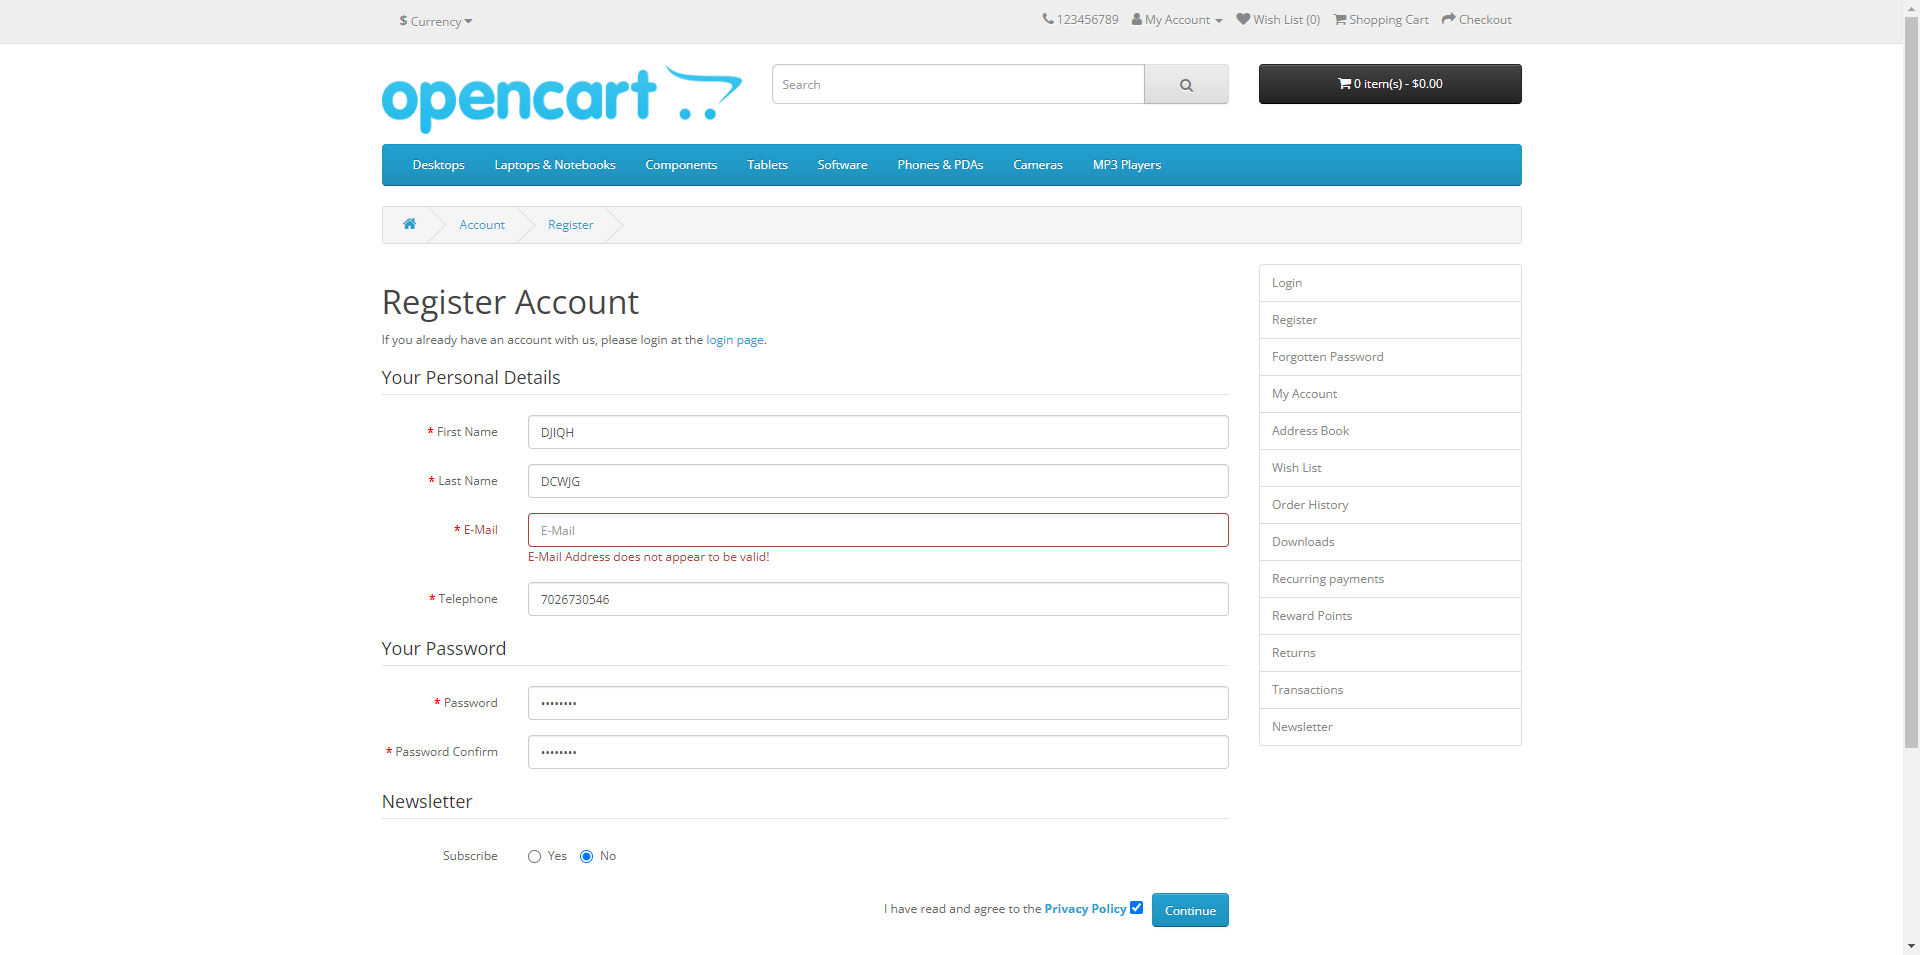 $ Currency
123456789 My Account Wish List (0) Shopping Cart Checkout
opencart
Search
0 item(s) - $0.00
Desktops Laptops & Notebooks Components Tablets Software Phones & PDAs Cameras MP3 Players
Account Register
Register Account
If you already have an account with us, please login at the login page.
Your Personal Details
* First Name DJIQH
* Last Name DCWJG
* E-Mail E-Mail
E-Mail Address does not appear to be valid!
* Telephone 7026730546
Your Password
* Password ••••••••
* Password Confirm ••••••••
Newsletter
Subscribe Yes No
I have read and agree to the Privacy Policy Continue
Login
Register
Forgotten Password
My Account
Address Book
Wish List
Order History
Downloads
Recurring payments
Reward Points
Returns
Transactions
Newsletter